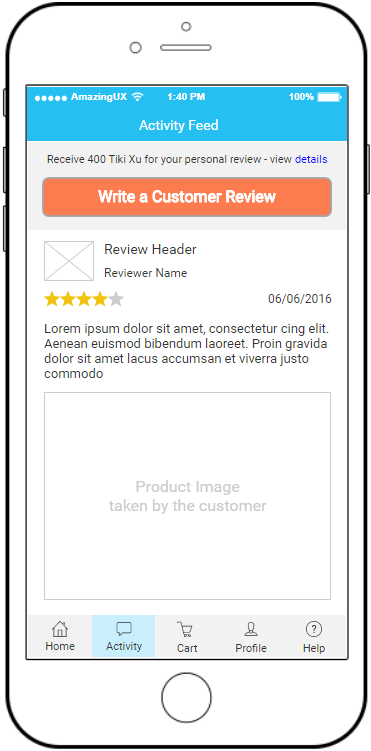 AmazingUX 1:40 PM 100%
Activity Feed
Receive 400 Tiki Xu for your personal review - view details
Write a Customer Review
Review Header
Reviewer Name
06/06/2016
Lorem ipsum dolor sit amet, consectetur cing elit.
Aenean euismod bibendum laoreet. Proin gravida
dolor sit amet lacus accumsan et viverra justo
commodo
Product Image
taken by the customer
Home Activity Cart Profile Help